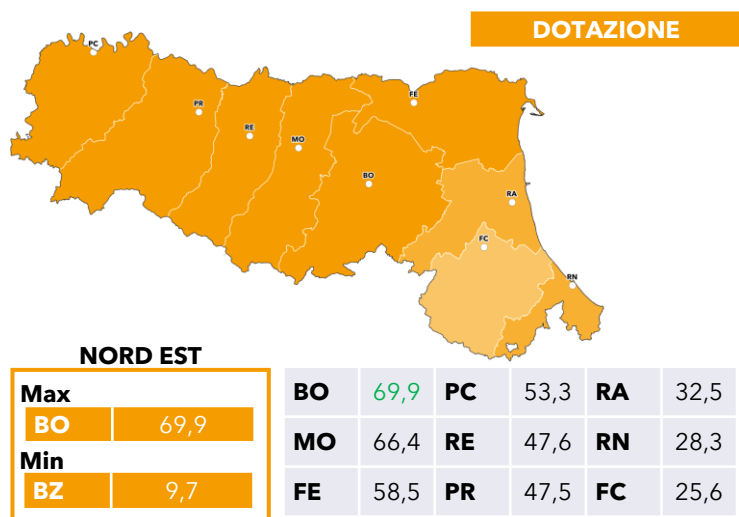 DOTAZIONE
PC
PR
RE
MO
FE
BO
RA
FC
RN
NORD EST
Max
BO 69,9
Min
BZ 9,7
BO 69,9 PC 53,3 RA 32,5
MO 66,4 RE 47,6 RN 28,3
FE 58,5 PR 47,5 FC 25,6